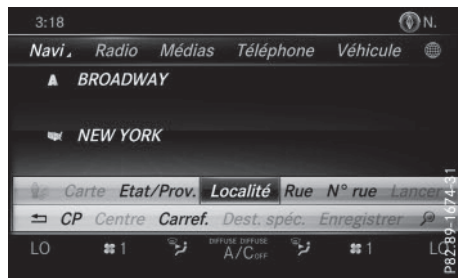 3:18 N.
Navi Radio Médias Téléphone Véhicule
BROADWAY
NEW YORK
Carte Etat/Prov. Localité Rue N° rue Lancer
CP Centre Carref. Dest. spéc. Enregistrer
LO 1 DIFFUSE DIFFUSE A/C OFF 1 LO
P82.89-1674-31